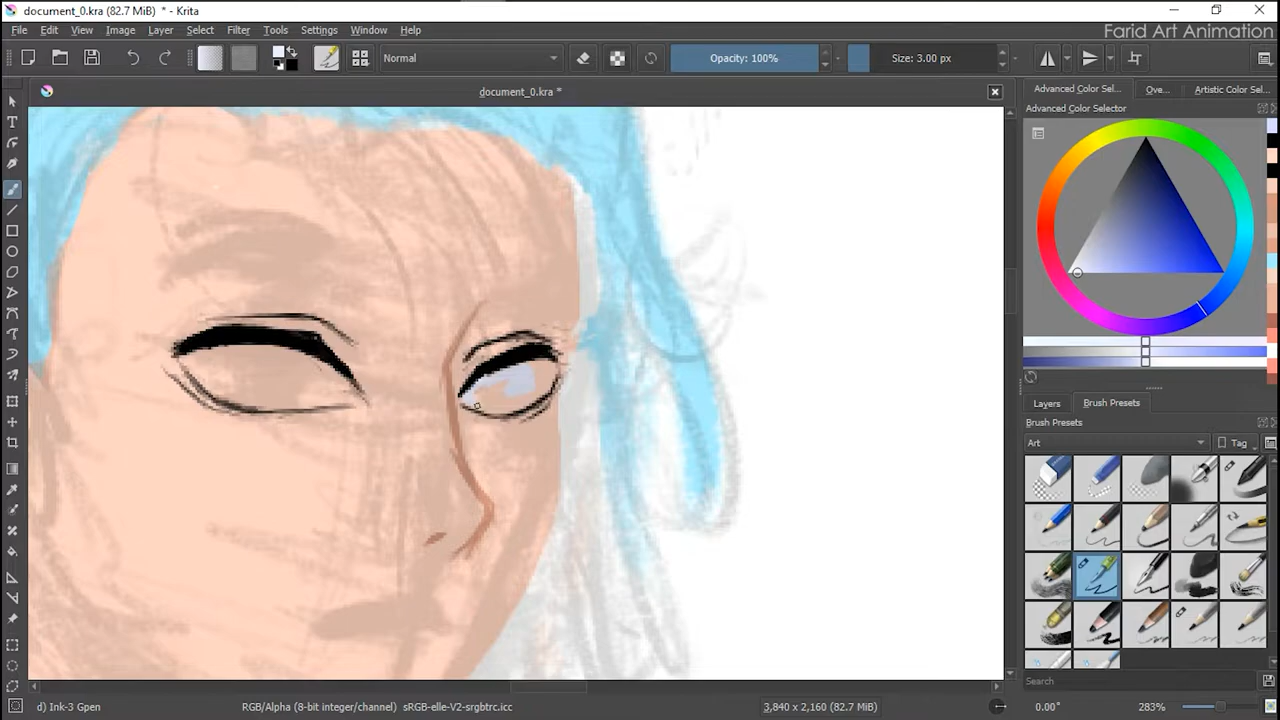 document_0.kra (82.7 MiB) * - Krita
File Edit View Image Layer Select Filter Tools Settings Window Help
Farid Art Animation
Normal
Opacity: 100%
Size: 3.00 px
document_0.kra *
Advanced Color Sel... Ove... Artistic Color Sel...
Advanced Color Selector
Layers Brush Presets
Brush Presets
Art Tag
Search
d) Ink-3 Gpen
RGB/Alpha (8-bit integer/channel) sRGB-elle-V2-srgbtrc.icc
3,840 x 2,160 (82.7 MiB)
0.00°
283%